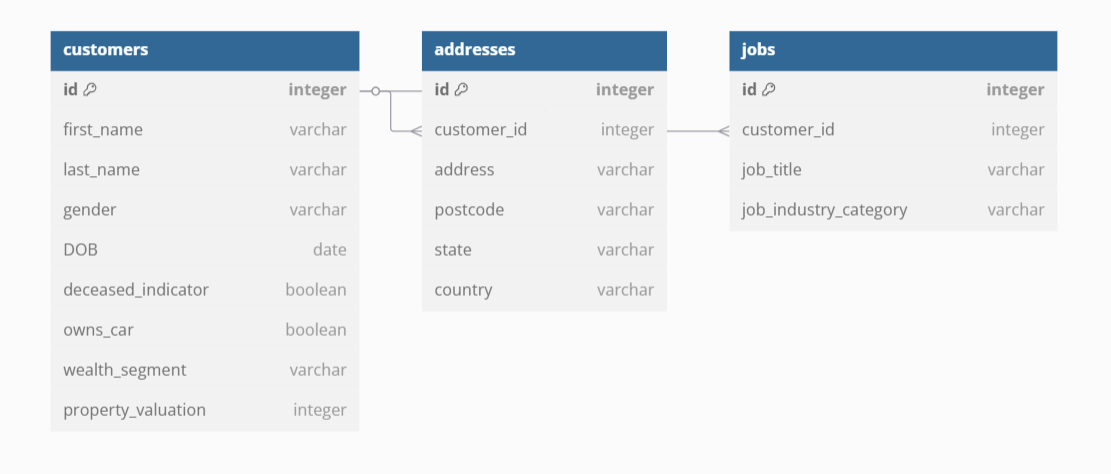 customers
id integer
first_name varchar
last_name varchar
gender varchar
DOB date
deceased_indicator boolean
owns_car boolean
wealth_segment varchar
property_valuation integer
addresses
id integer
customer_id integer
address varchar
postcode varchar
state varchar
country varchar
jobs
id integer
customer_id integer
job_title varchar
job_industry_category varchar